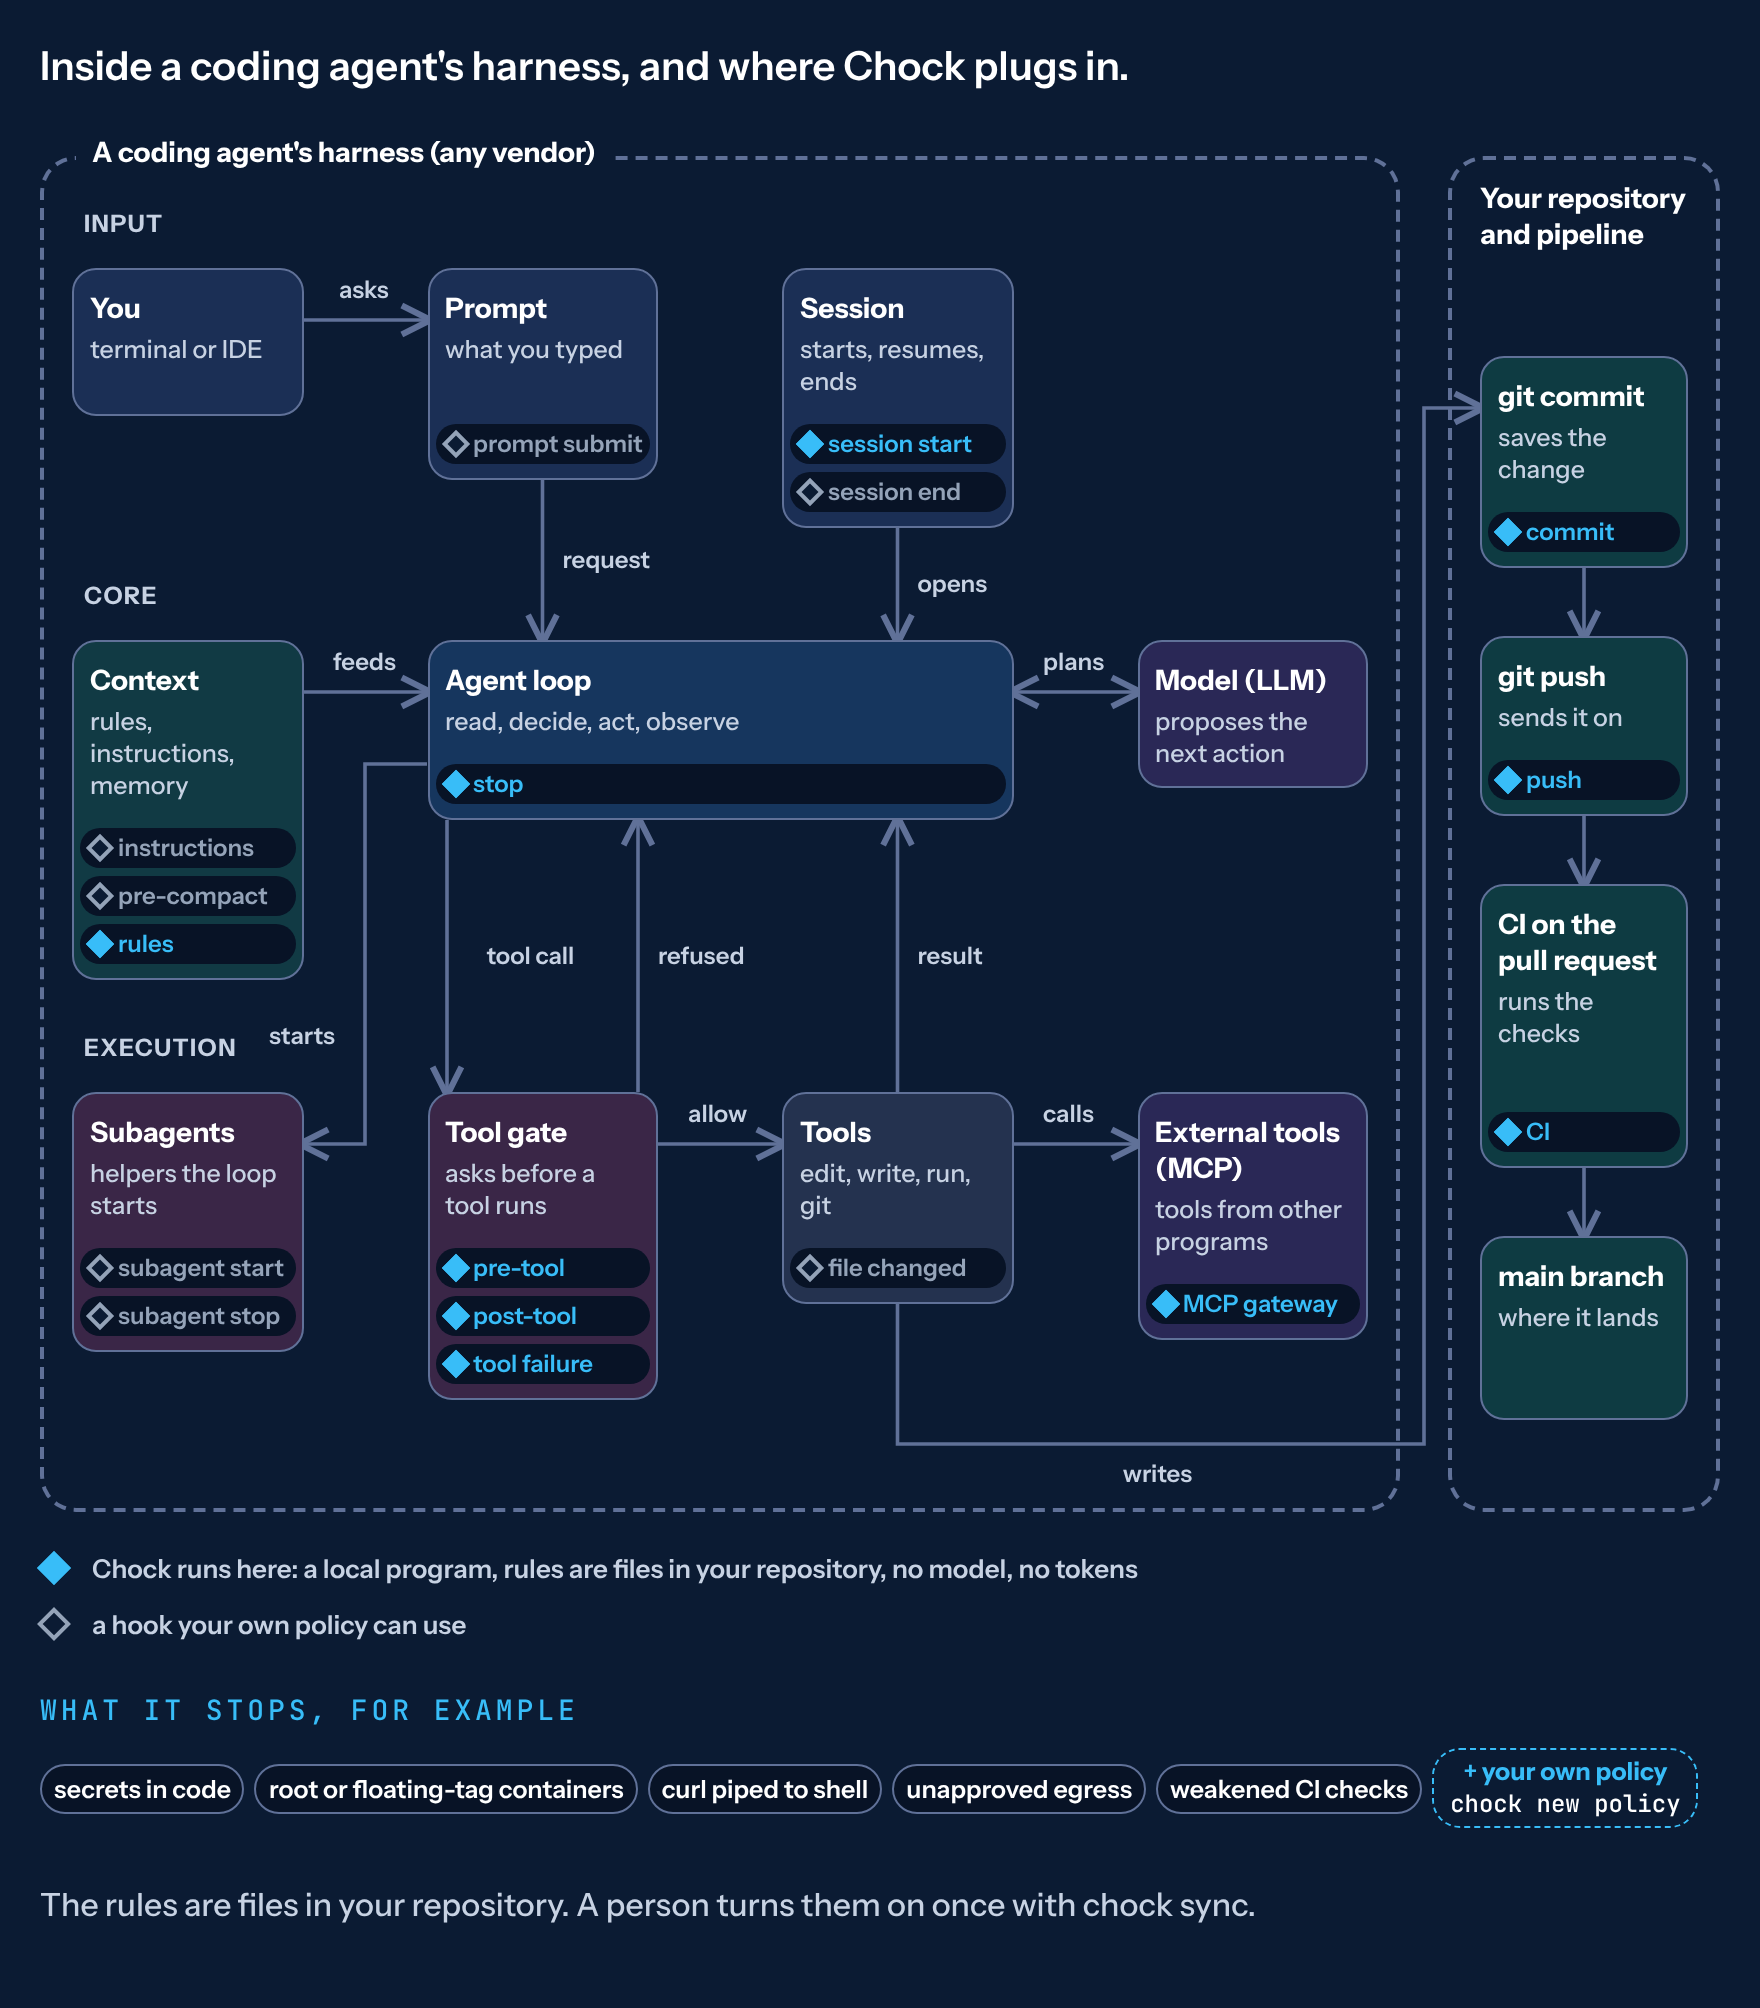 Inside a coding agent's harness, and where Chock plugs in.
A coding agent's harness (any vendor)
INPUT
You
terminal or IDE
asks
Prompt
what you typed
prompt submit
Session
starts, resumes,
ends
session start
session end
request
opens
CORE
Context
rules,
instructions,
memory
instructions
pre-compact
rules
feeds
Agent loop
read, decide, act, observe
stop
plans
Model (LLM)
proposes the
next action
tool call
refused
result
EXECUTION
starts
Subagents
helpers the loop
starts
subagent start
subagent stop
Tool gate
asks before a
tool runs
pre-tool
post-tool
tool failure
allow
Tools
edit, write, run,
git
file changed
calls
External tools
(MCP)
tools from other
programs
MCP gateway
writes
Your repository
and pipeline
git commit
saves the
change
commit
git push
sends it on
push
CI on the
pull request
runs the
checks
CI
main branch
where it lands
Chock runs here: a local program, rules are files in your repository, no model, no tokens
a hook your own policy can use
WHAT IT STOPS, FOR EXAMPLE
secrets in code
root or floating-tag containers
curl piped to shell
unapproved egress
weakened CI checks
+ your own policy
chock new policy
The rules are files in your repository. A person turns them on once with chock sync.